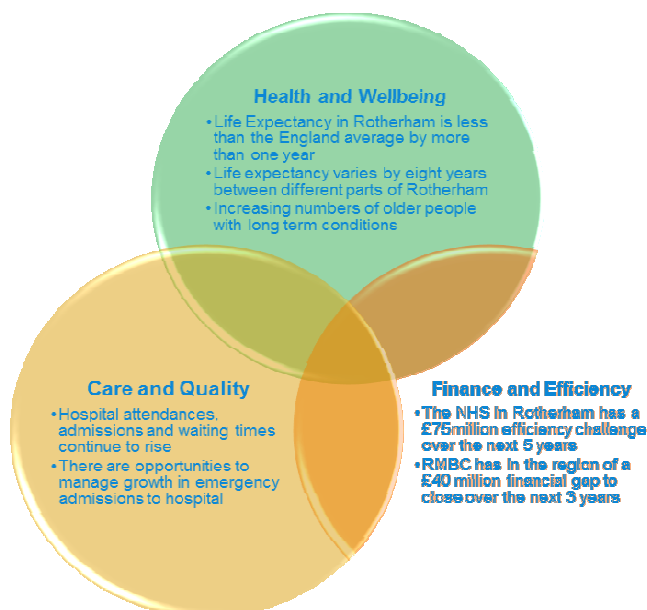 Health and Wellbeing
•Life Expectancy in Rotherham is less
than the England average by more
than one year
•Life expectancy varies by eight years
between different parts of Rotherham
•Increasing numbers of older people
with long term conditions
Care and Quality
•Hospital attendances,
admissions and waiting times
continue to rise
•There are opportunities to
manage growth in emergency
admissions to hospital
Finance and Efficiency
•The NHS in Rotherham has a
£75 million efficiency challenge
over the next 5 years
•RMBC has in the region of a
£40 million financial gap to
close over the next 3 years